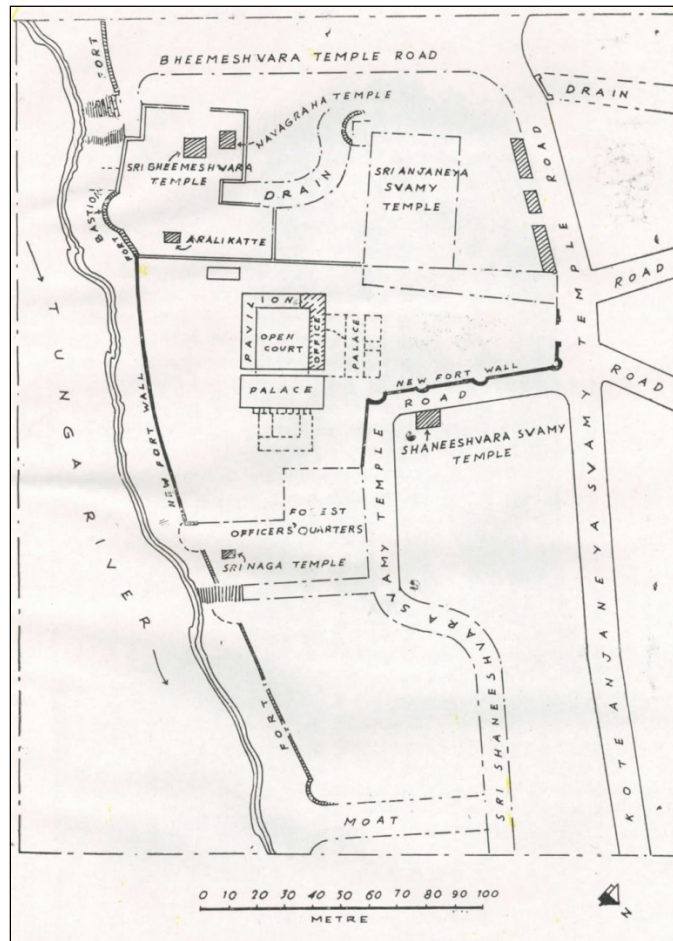 BHEEMESHVARA TEMPLE ROAD
FORT
DRAIN
NAVAGRAHA TEMPLE
SRI BHEEMESHWARA
TEMPLE
DRAIN
SRI ANJANEYA
SVAMY
TEMPLE
TEMPLE ROAD
FORT BASTION
ARALIKATTE
ROAD
PAVILION
OFFICE
OPEN
COURT
PALACE
PALACE
NEW FORT WALL
ROAD
ROAD
SHANEESHVARA SVAMY
TEMPLE
TUNGA RIVER
NEW FORT WALL
FOREST
OFFICERS' QUARTERS
SRI NAGA TEMPLE
SRI SHANEESHVARA SVAMY TEMPLE
KOTE ANJANEYA SVAMY TEMPLE
FORT
MOAT
0 10 20 30 40 50 60 70 80 90 100
METRE
N